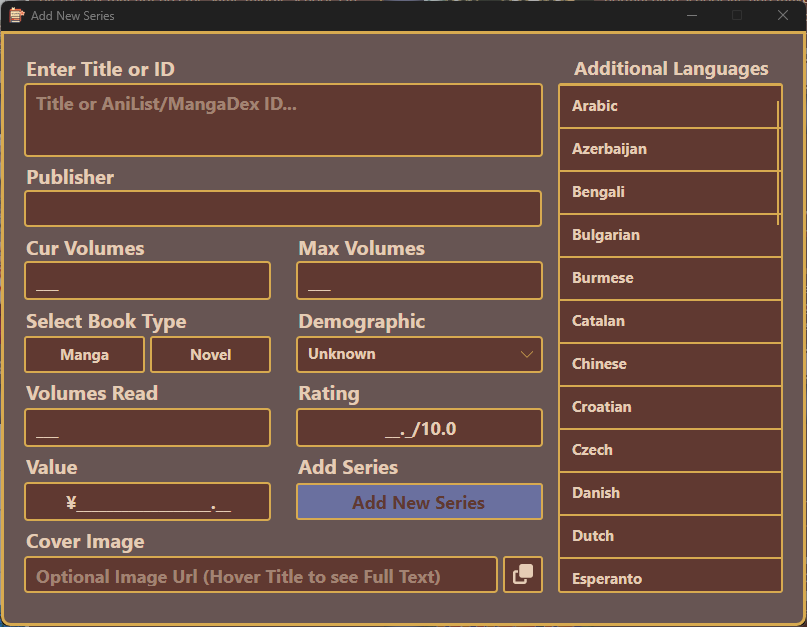 Add New Series
Enter Title or ID
Title or AniList/MangaDex ID...
Publisher
Cur Volumes
Max Volumes
___
___
Select Book Type
Demographic
Manga
Novel
Unknown
Volumes Read
Rating
___
__._/10.0
Value
Add Series
¥__________________.__
Add New Series
Cover Image
Optional Image Url (Hover Title to see Full Text)
Additional Languages
Arabic
Azerbaijan
Bengali
Bulgarian
Burmese
Catalan
Chinese
Croatian
Czech
Danish
Dutch
Esperanto